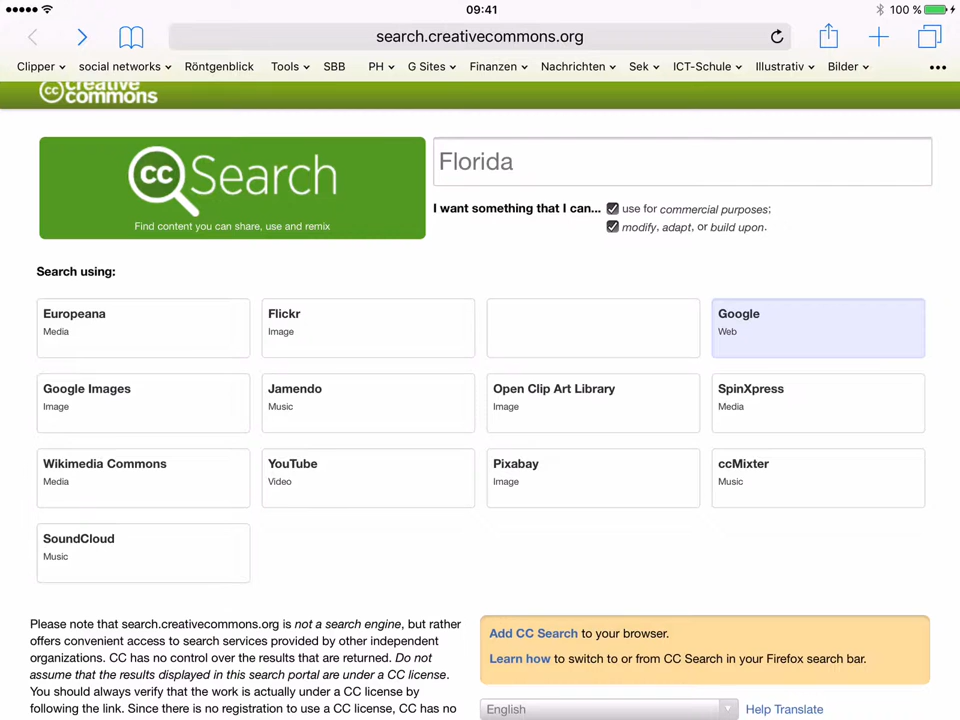 09:41
100 %
search.creativecommons.org
Clipper social networks Röntgenblick Tools SBB PH G Sites Finanzen Nachrichten Sek ICT-Schule Illustrativ Bilder
cc creative commons
cc Search
Find content you can share, use and remix
Florida
I want something that I can... use for commercial purposes;
modify, adapt, or build upon.
Search using:
Europeana
Media
Flickr
Image
Google
Web
Google Images
Image
Jamendo
Music
Open Clip Art Library
Image
SpinXpress
Media
Wikimedia Commons
Media
YouTube
Video
Pixabay
Image
ccMixter
Music
SoundCloud
Music
Please note that search.creativecommons.org is not a search engine, but rather
offers convenient access to search services provided by other independent
organizations. CC has no control over the results that are returned. Do not
assume that the results displayed in this search portal are under a CC license.
You should always verify that the work is actually under a CC license by
following the link. Since there is no registration to use a CC license, CC has no
Add CC Search to your browser.
Learn how to switch to or from CC Search in your Firefox search bar.
English
Help Translate